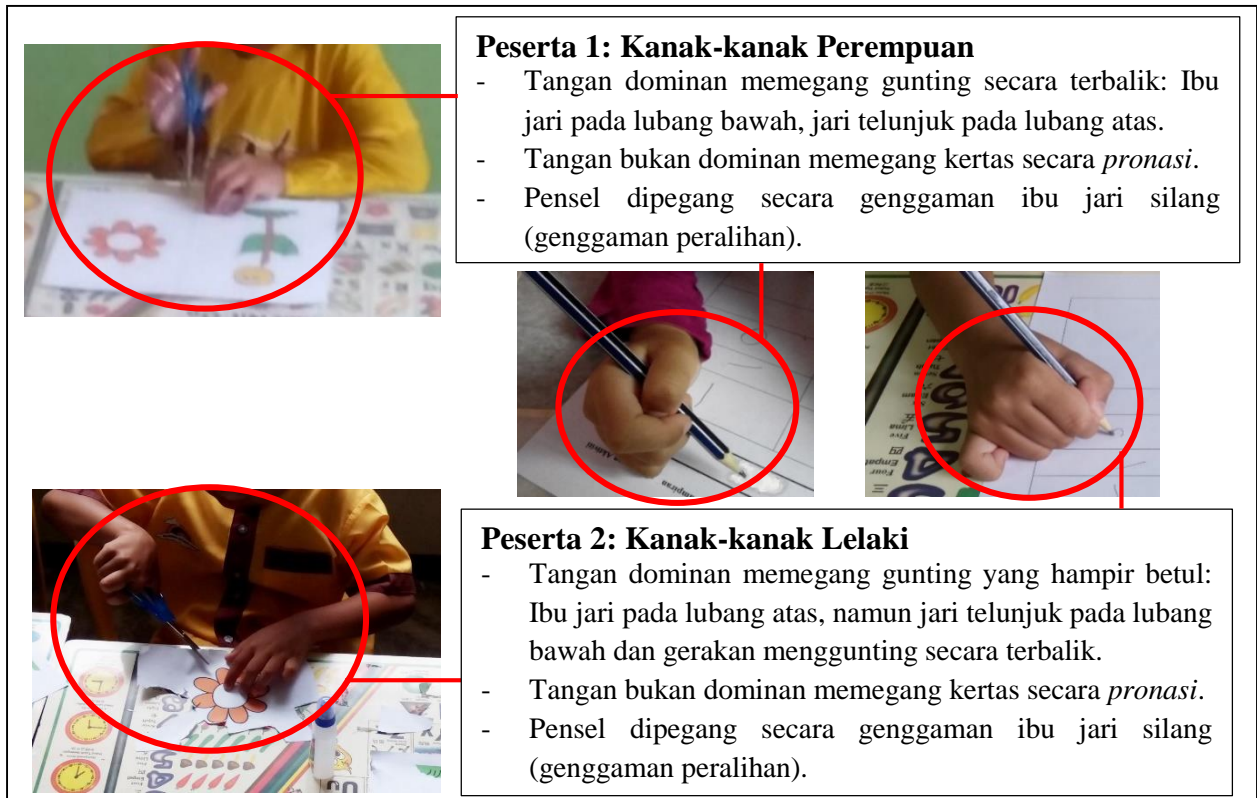 Peserta 1: Kanak-kanak Perempuan
- Tangan dominan memegang gunting secara terbalik: Ibu
jari pada lubang bawah, jari telunjuk pada lubang atas.
- Tangan bukan dominan memegang kertas secara pronasi.
- Pensel dipegang secara genggaman ibu jari silang
(genggaman peralihan).
Lima
Five
Empat
Four
Peserta 2: Kanak-kanak Lelaki
- Tangan dominan memegang gunting yang hampir betul:
Ibu jari pada lubang atas, namun jari telunjuk pada lubang
bawah dan gerakan menggunting secara terbalik.
- Tangan bukan dominan memegang kertas secara pronasi.
- Pensel dipegang secara genggaman ibu jari silang
(genggaman peralihan).